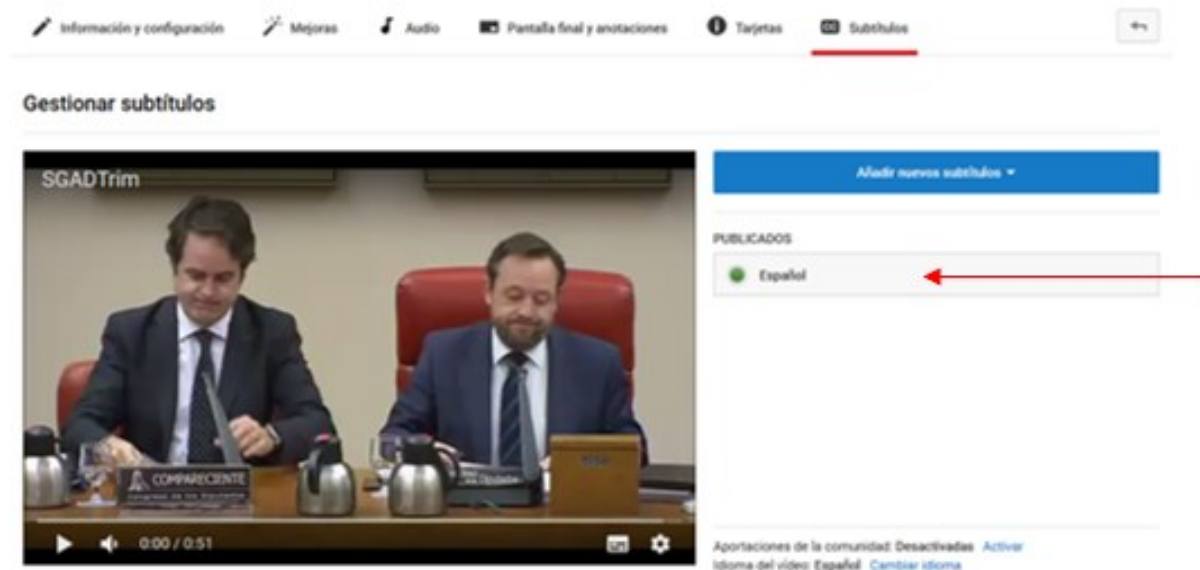 Información y configuración Mejoras Audio Pantalla final y anotaciones Tarjetas Subtítulos
Gestionar subtítulos
SGADTrim
Añadir nuevos subtítulos
PUBLICADOS
Español
COMPARECIENTE
Congreso de los Diputados
0:00 / 0:51
Aportaciones de la comunidad: Desactivadas Activar
Idioma del vídeo: Español Cambiar idioma